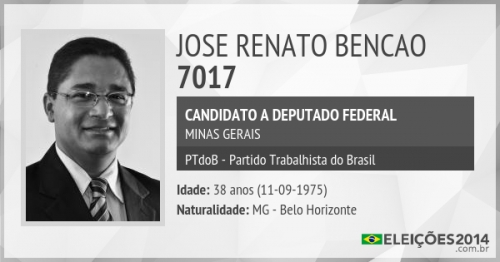 JOSE RENATO BENCAO
7017
CANDIDATO A DEPUTADO FEDERAL
MINAS GERAIS
PTdoB - Partido Trabalhista do Brasil
Idade: 38 anos (11-09-1975)
Naturalidade: MG - Belo Horizonte
ELEIÇÕES2014
.com.br